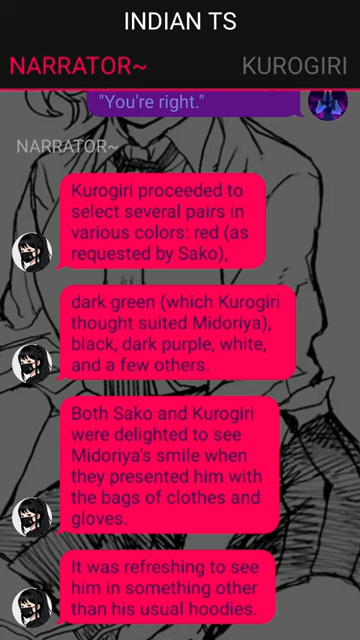 INDIAN TS
NARRATOR~ KUROGIRI
"You're right."
NARRATOR~
Kurogiri proceeded to
select several pairs in
various colors: red (as
requested by Sako),
dark green (which Kurogiri
thought suited Midoriya),
black, dark purple, white,
and a few others.
Both Sako and Kurogiri
were delighted to see
Midoriya's smile when
they presented him with
the bags of clothes and
gloves.
It was refreshing to see
him in something other
than his usual hoodies.